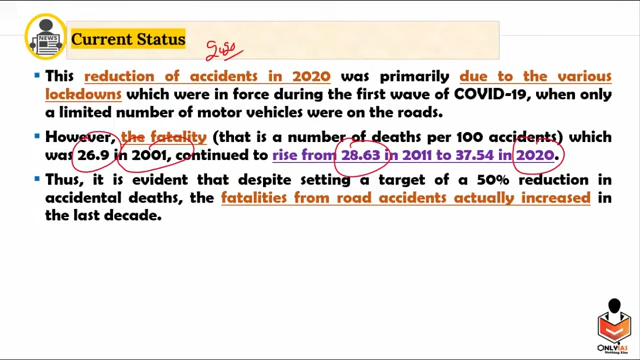 NEWS
Current Status
This reduction of accidents in 2020 was primarily due to the various
lockdowns which were in force during the first wave of COVID-19, when only
a limited number of motor vehicles were on the roads.
However, the fatality (that is a number of deaths per 100 accidents) which
was 26.9 in 2001, continued to rise from 28.63 in 2011 to 37.54 in 2020.
Thus, it is evident that despite setting a target of a 50% reduction in
accidental deaths, the fatalities from road accidents actually increased in
the last decade.
ONLYIAS